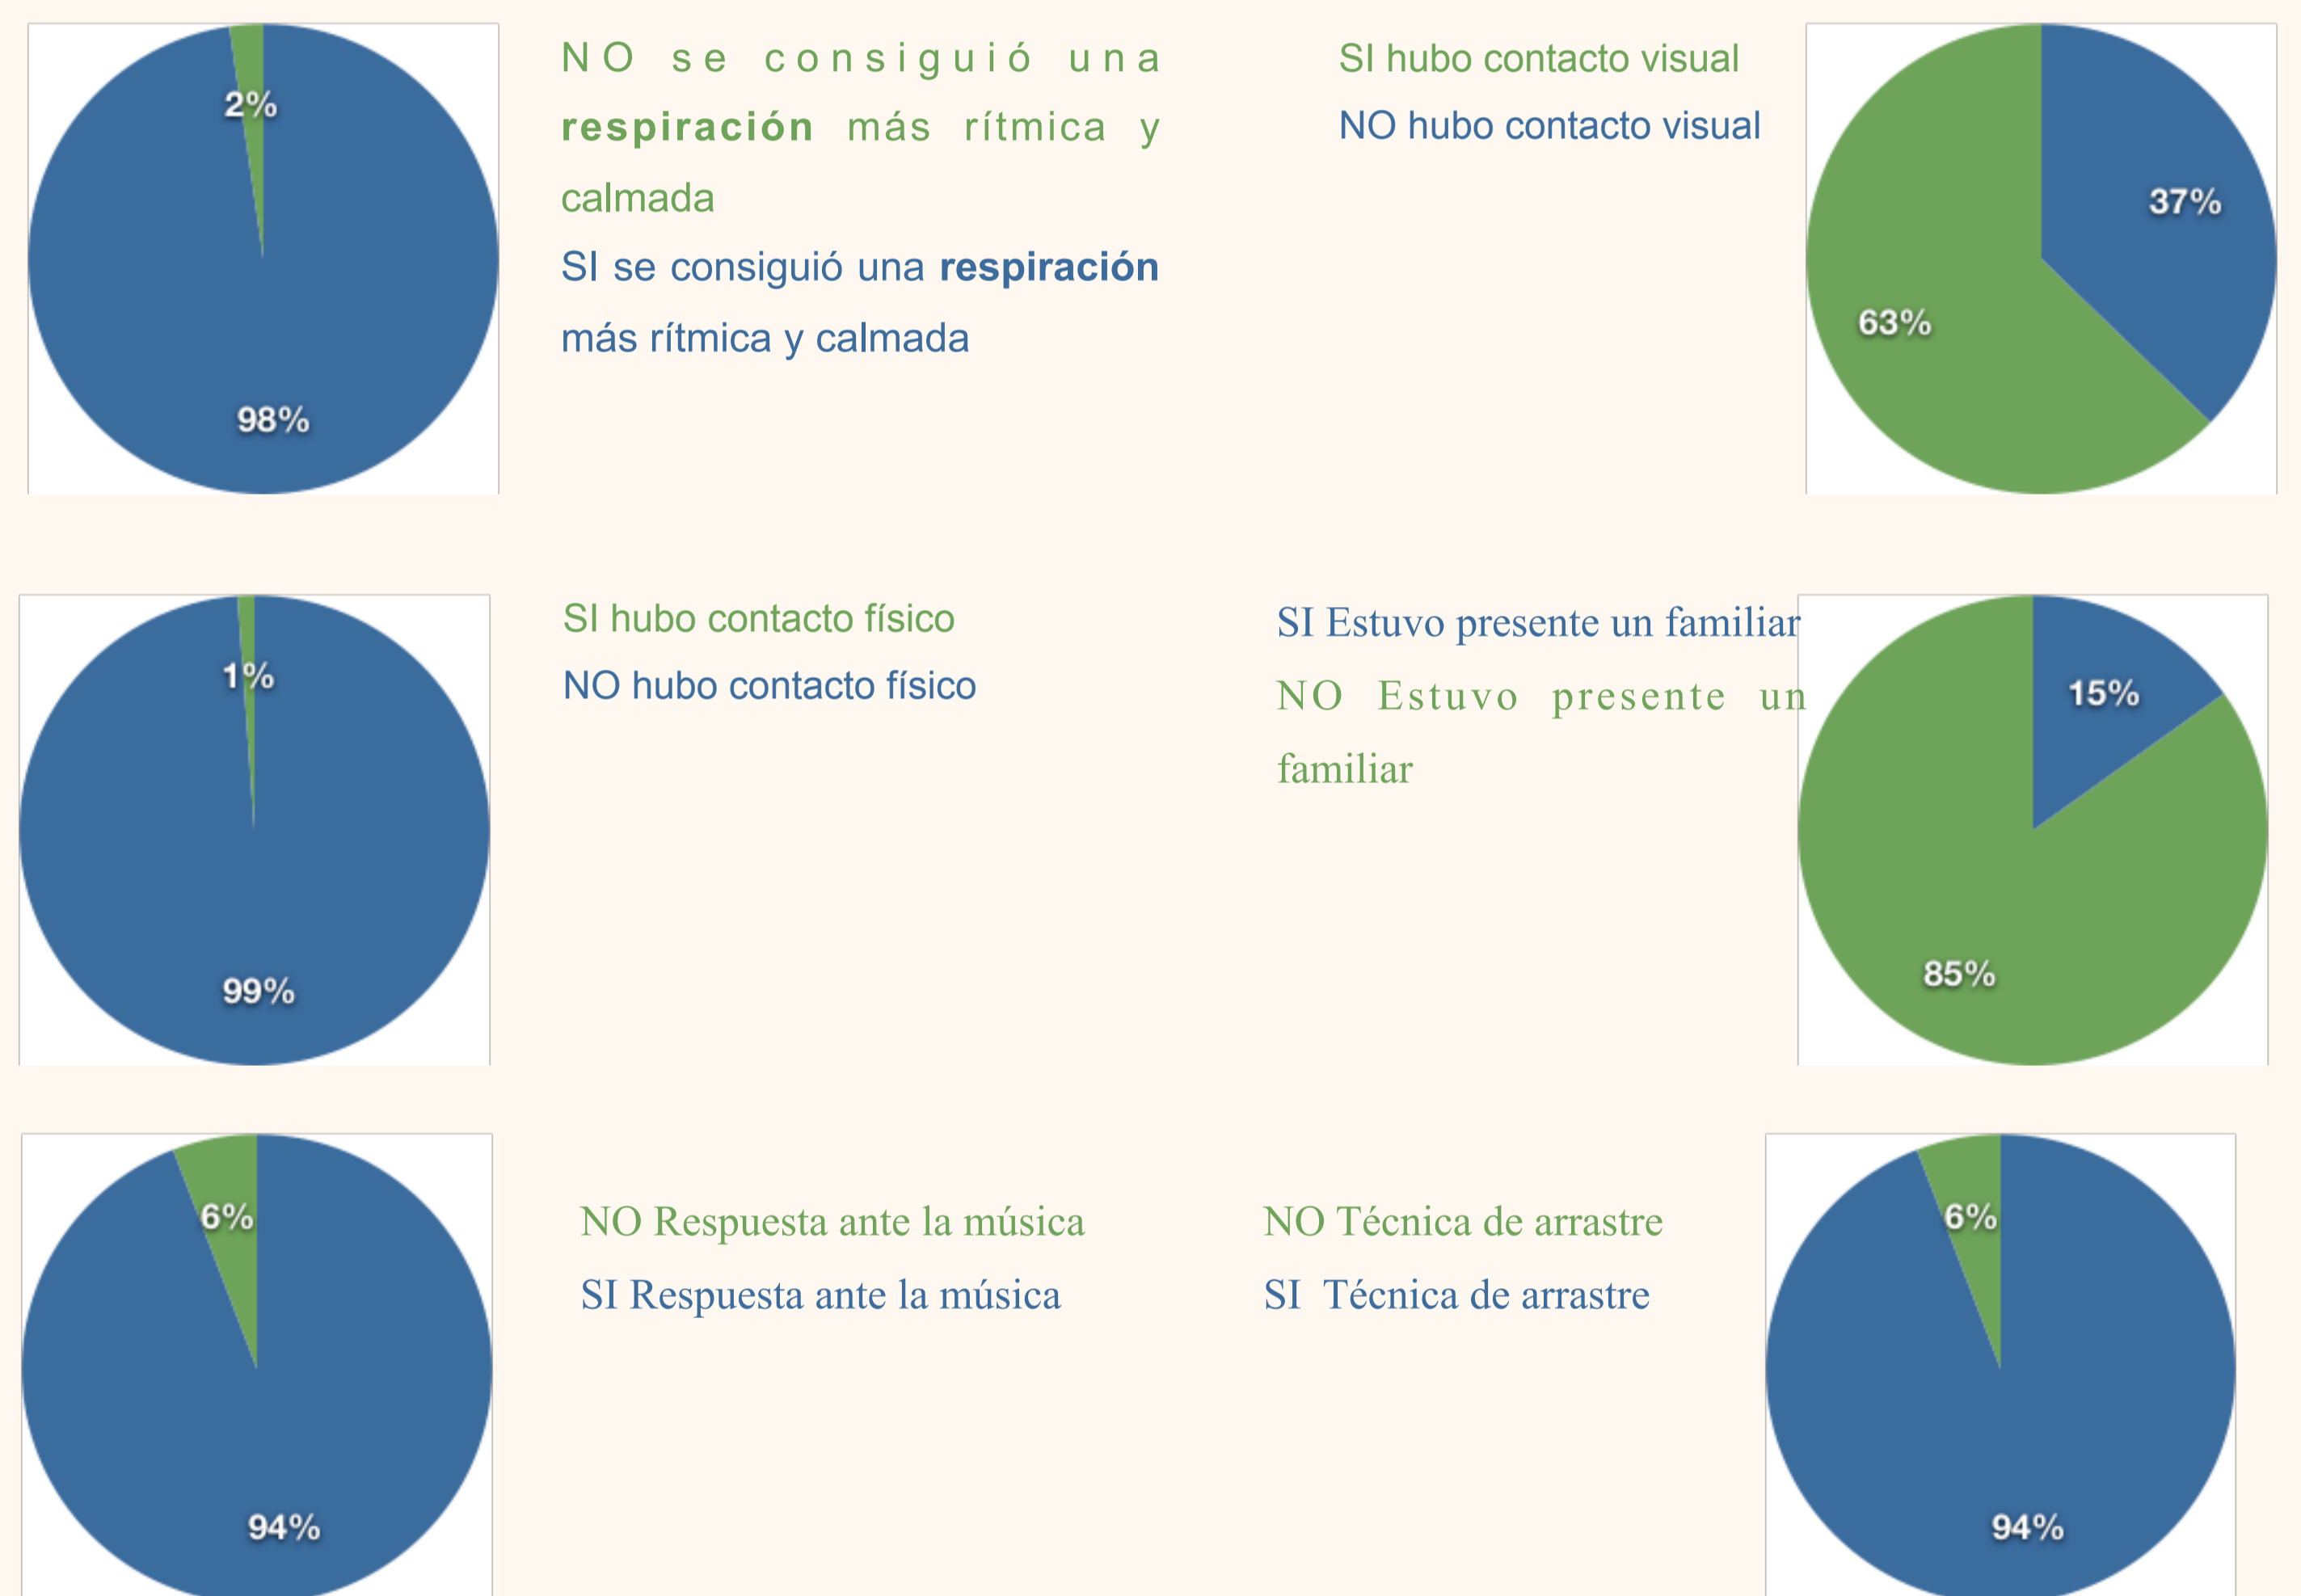 2%
98%
NO se consiguió una
respiración más rítmica y
calmada
SI se consiguió una respiración
más rítmica y calmada
SI hubo contacto visual
NO hubo contacto visual
37%
63%
1%
99%
SI hubo contacto físico
NO hubo contacto físico
SI Estuvo presente un familiar
NO Estuvo presente un
familiar
15%
85%
6%
94%
NO Respuesta ante la música
SI Respuesta ante la música
NO Técnica de arrastre
SI Técnica de arrastre
6%
94%